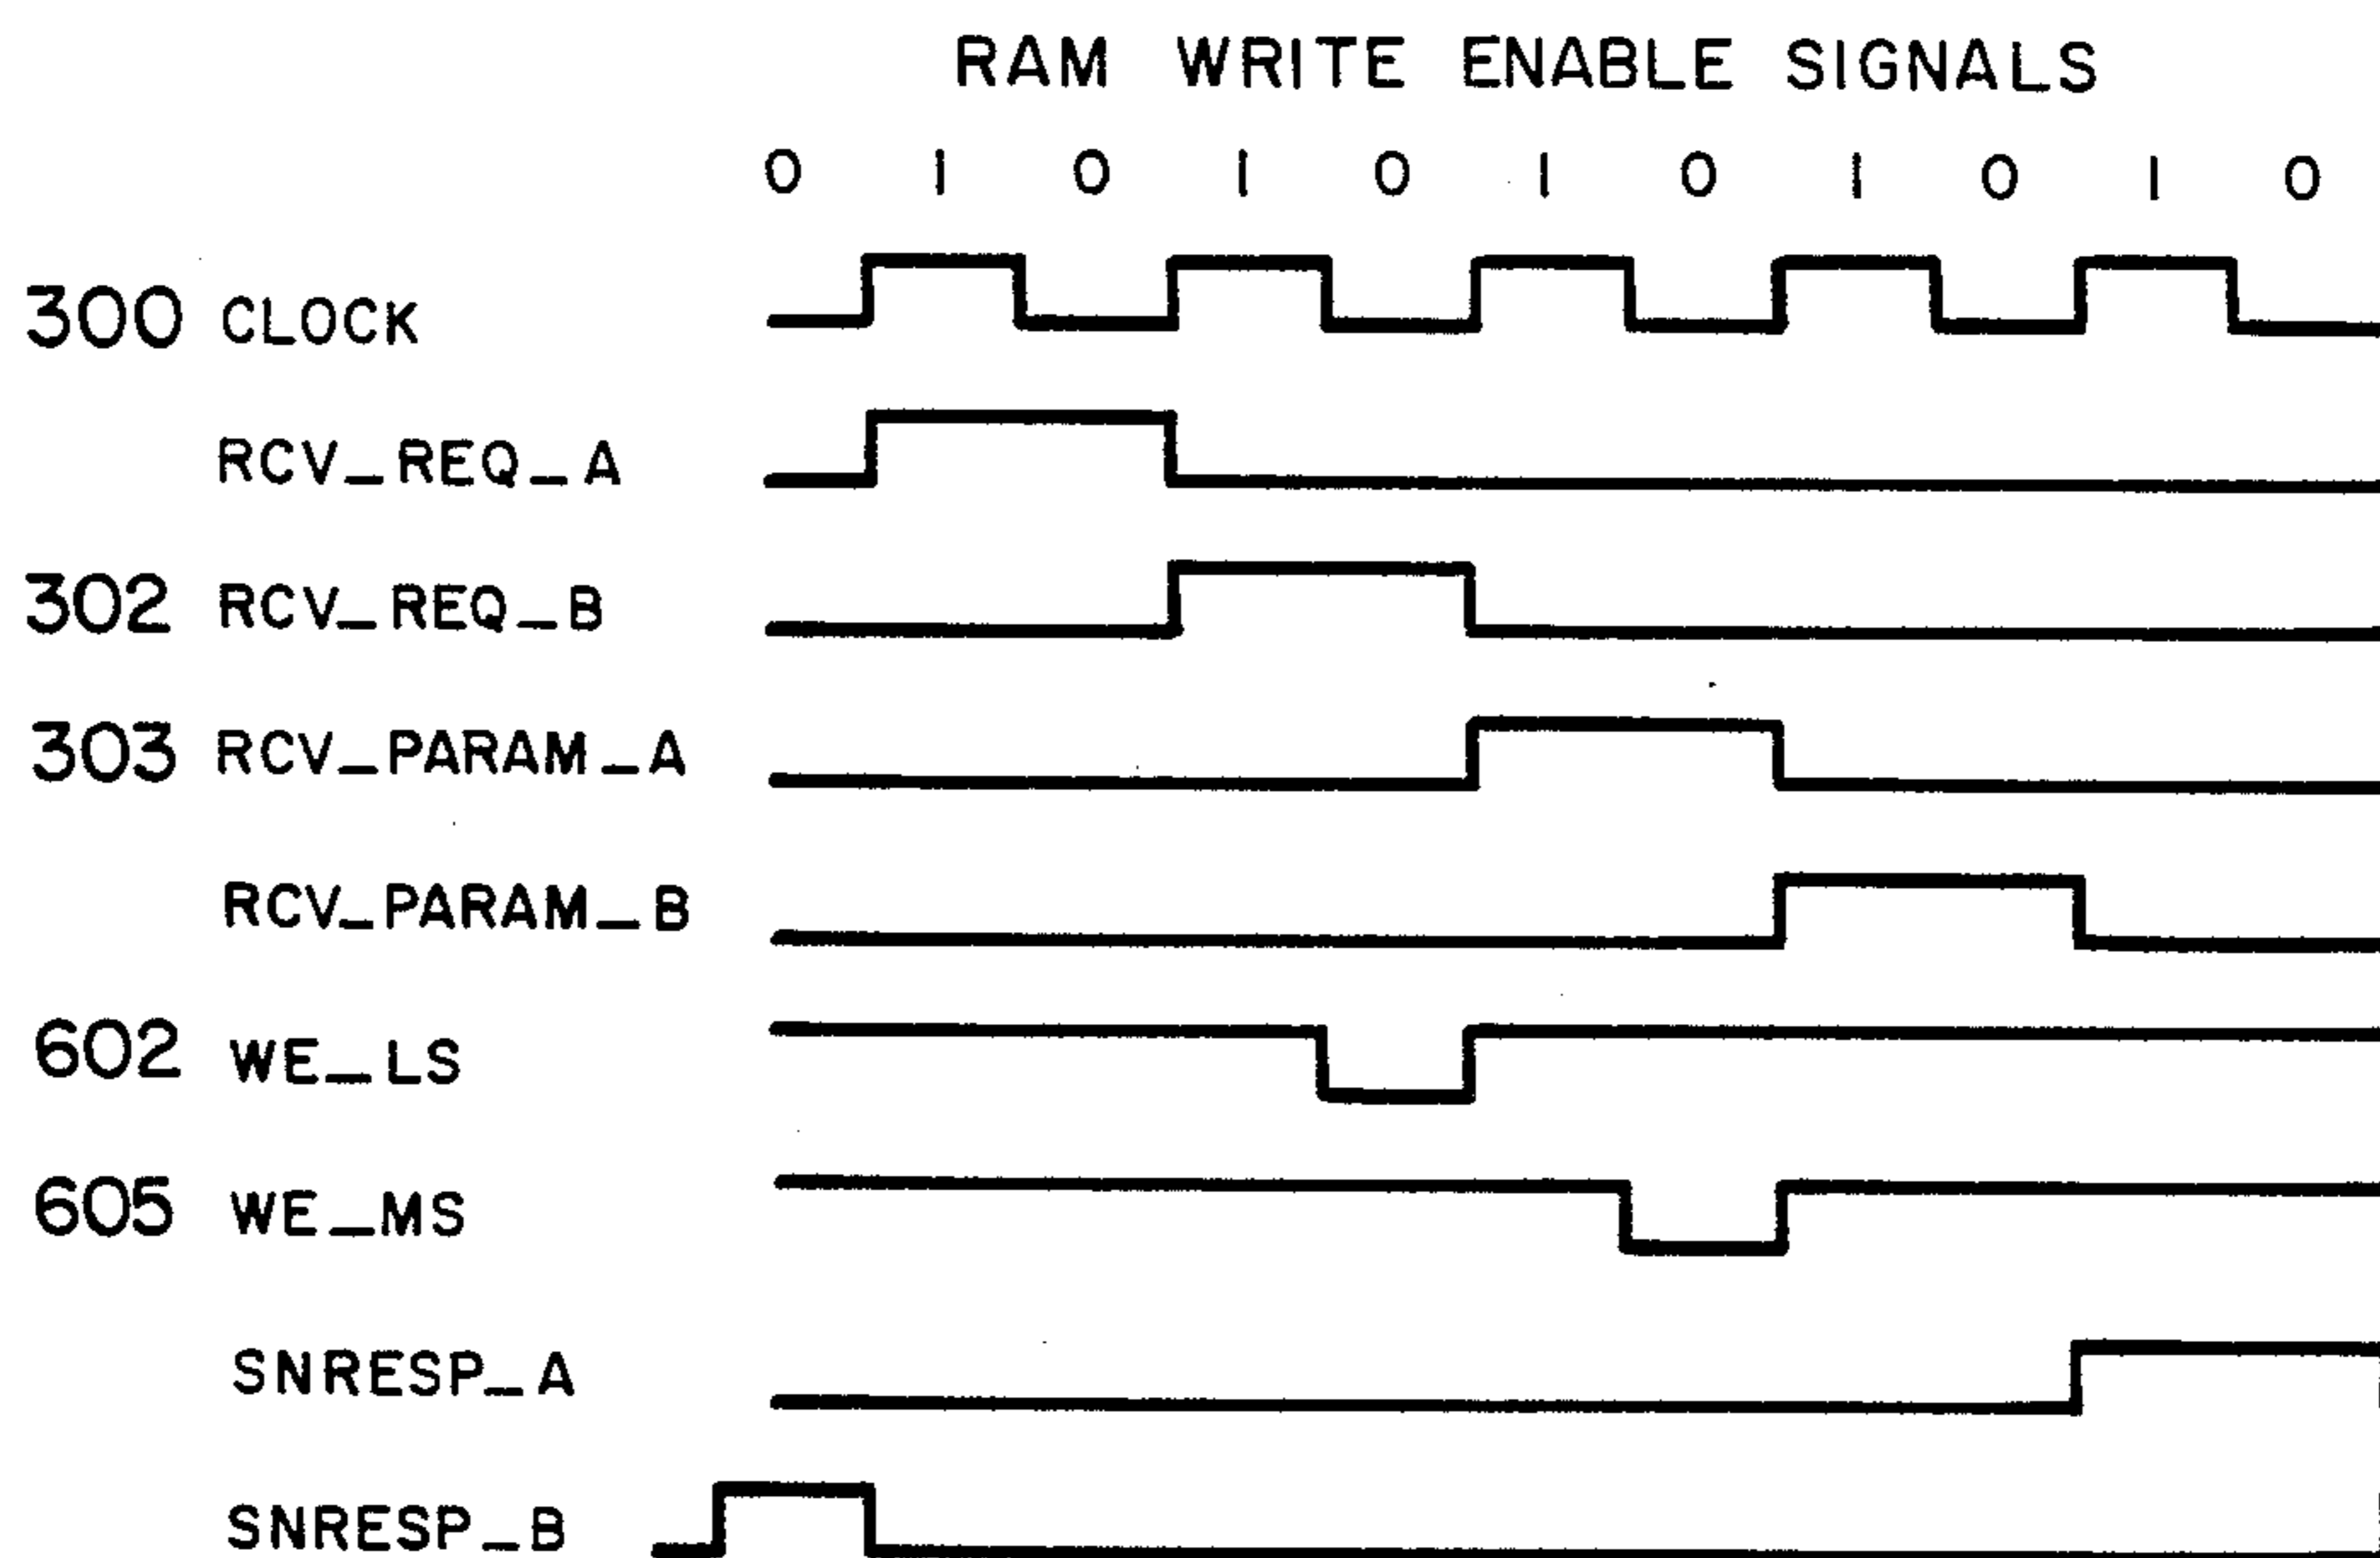 RAM WRITE ENABLE SIGNALS
0 1 0 1 0 1 0 1 0 1 0
300 CLOCK
RCV_REQ_A
302 RCV_REQ_B
303 RCV_PARAM_A
RCV_PARAM_B
602 WE_LS
605 WE_MS
SNRESP_A
SNRESP_B